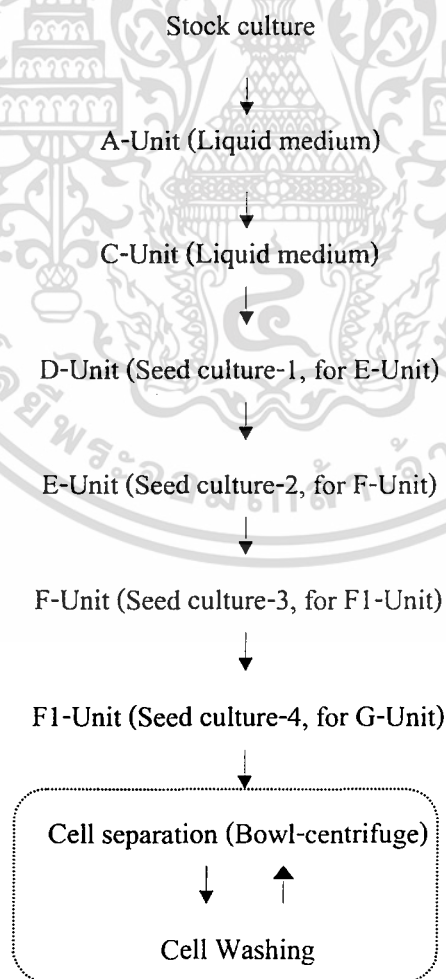 Stock culture
A-Unit (Liquid medium)
C-Unit (Liquid medium)
D-Unit (Seed culture-1, for E-Unit)
E-Unit (Seed culture-2, for F-Unit)
F-Unit (Seed culture-3, for F1-Unit)
F1-Unit (Seed culture-4, for G-Unit)
Cell separation (Bowl-centrifuge)
Cell Washing